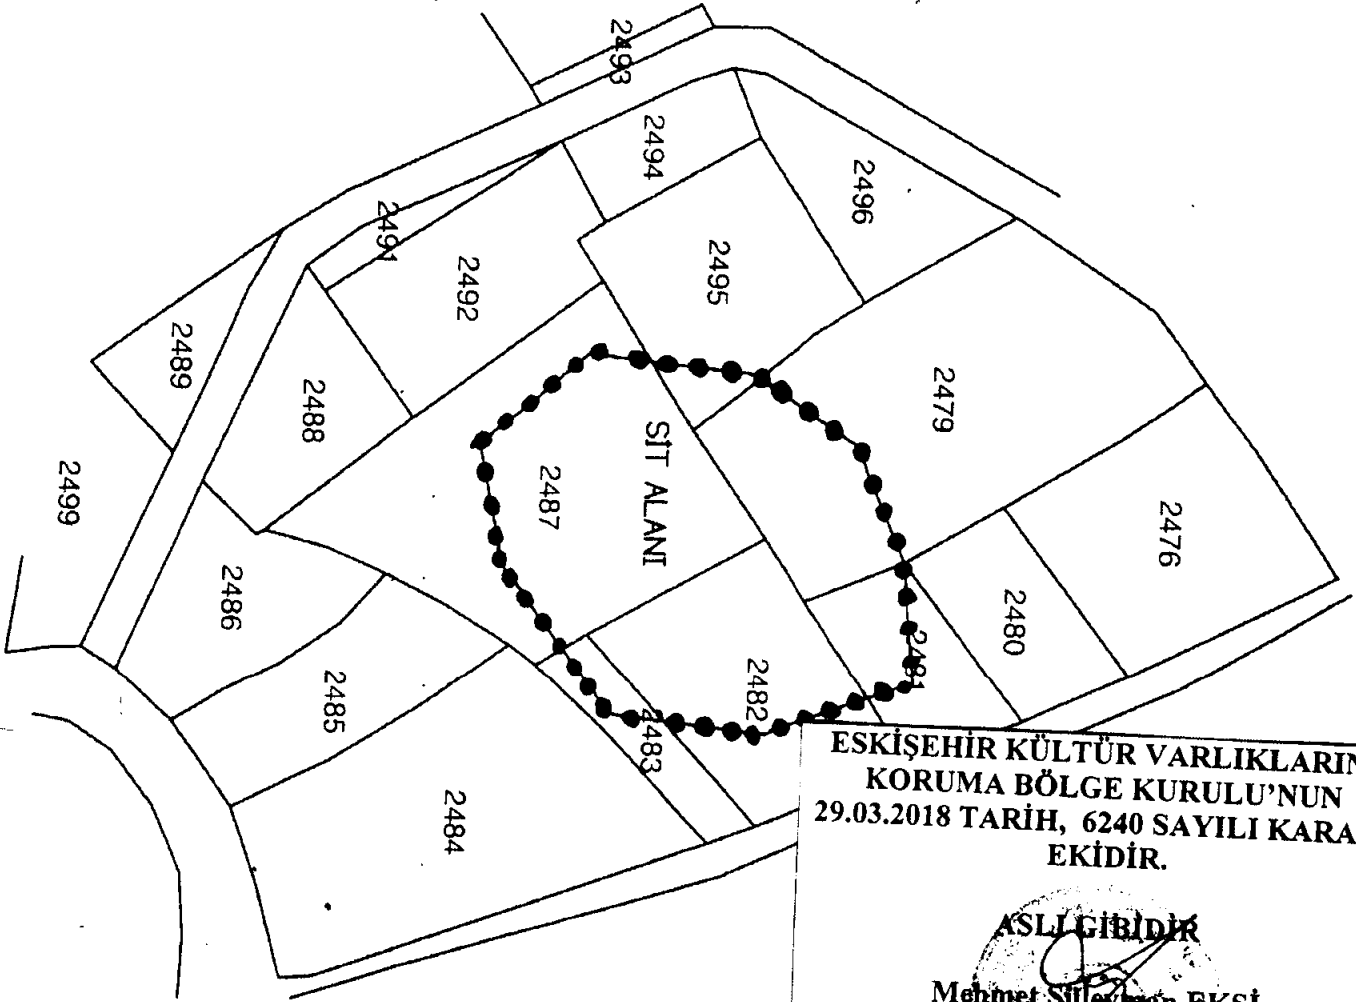 2493
2494
2496
2491
2492
2495
2489
2488
2479
SİT ALANI
2499
2487
2476
2486
2480
2481
2485
2482
2483
2484
ESKİŞEHİR KÜLTÜR VARLIKLARIN
KORUMA BÖLGE KURULU'NUN
29.03.2018 TARİH, 6240 SAYILI KARA
EKİDİR.
ASLI GİBİDİR
Mehmet Süleyman EKŞİ